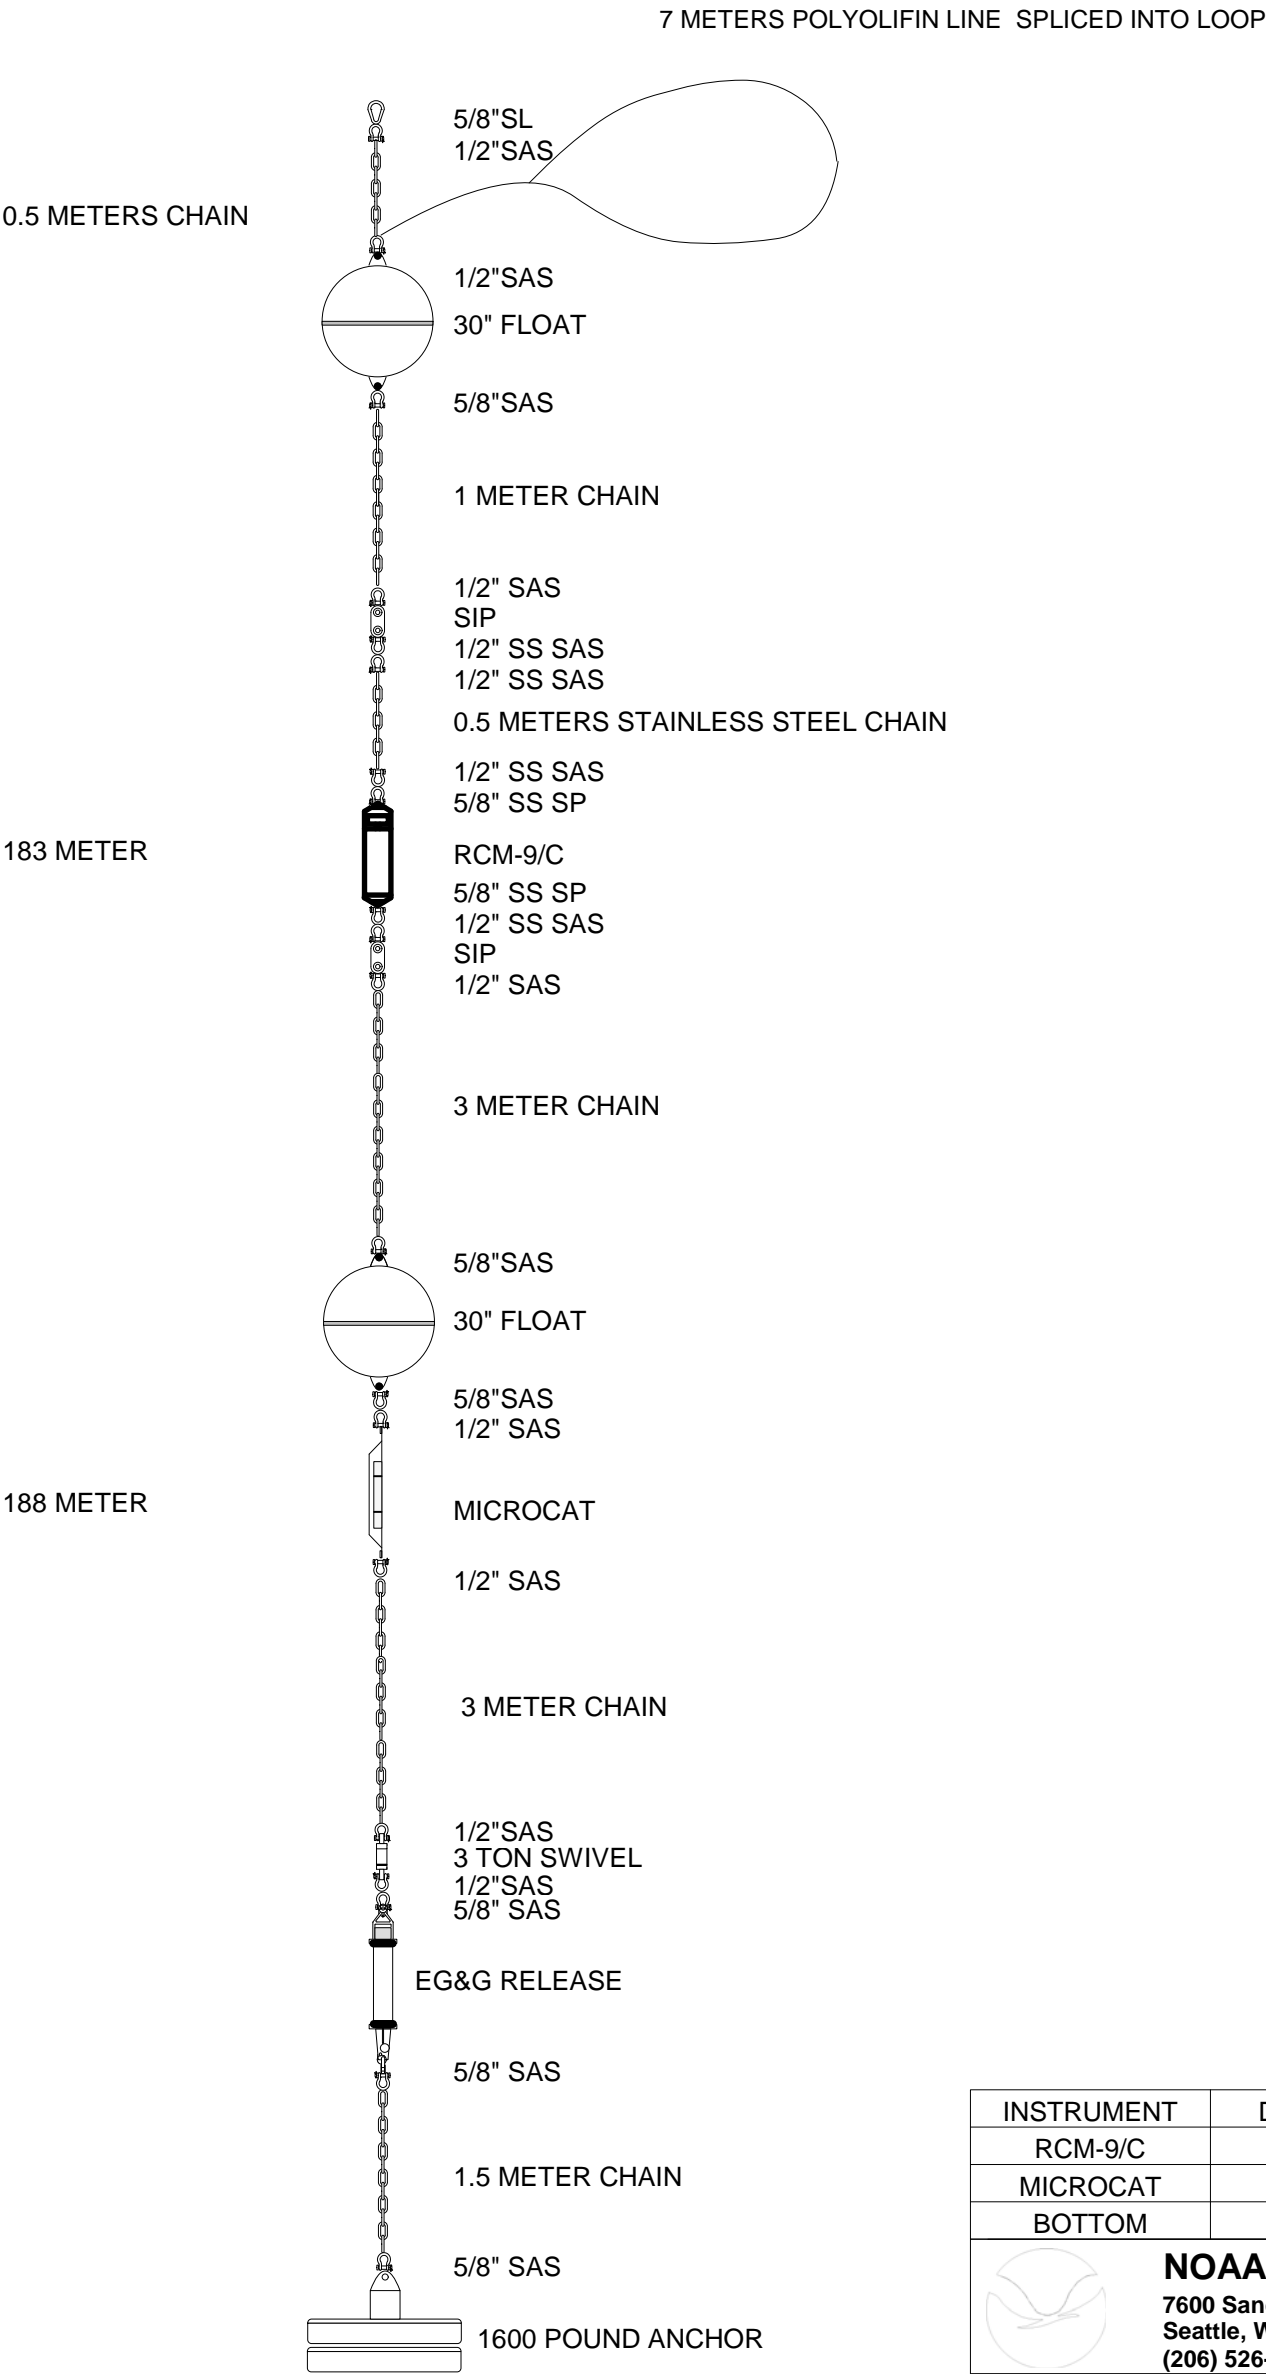 7 METERS POLYOLIFIN LINE  SPLICED INTO LOOP
5/8"SL
1/2"SAS
0.5 METERS CHAIN
1/2"SAS
30" FLOAT
5/8"SAS
1 METER CHAIN
1/2" SAS
SIP
1/2" SS SAS
1/2" SS SAS
0.5 METERS STAINLESS STEEL CHAIN
1/2" SS SAS
5/8" SS SP
183 METER
RCM-9/C
5/8" SS SP
1/2" SS SAS
SIP
1/2" SAS
3 METER CHAIN
5/8"SAS
30" FLOAT
5/8"SAS
1/2" SAS
188 METER
MICROCAT
1/2" SAS
3 METER CHAIN
1/2"SAS
3 TON SWIVEL
1/2"SAS
5/8" SAS
EG&G RELEASE
5/8" SAS
1.5 METER CHAIN
5/8" SAS
1600 POUND ANCHOR
INSTRUMENT
RCM-9/C
MICROCAT
BOTTOM
NOAA
7600
Seattle,
(206) 526-